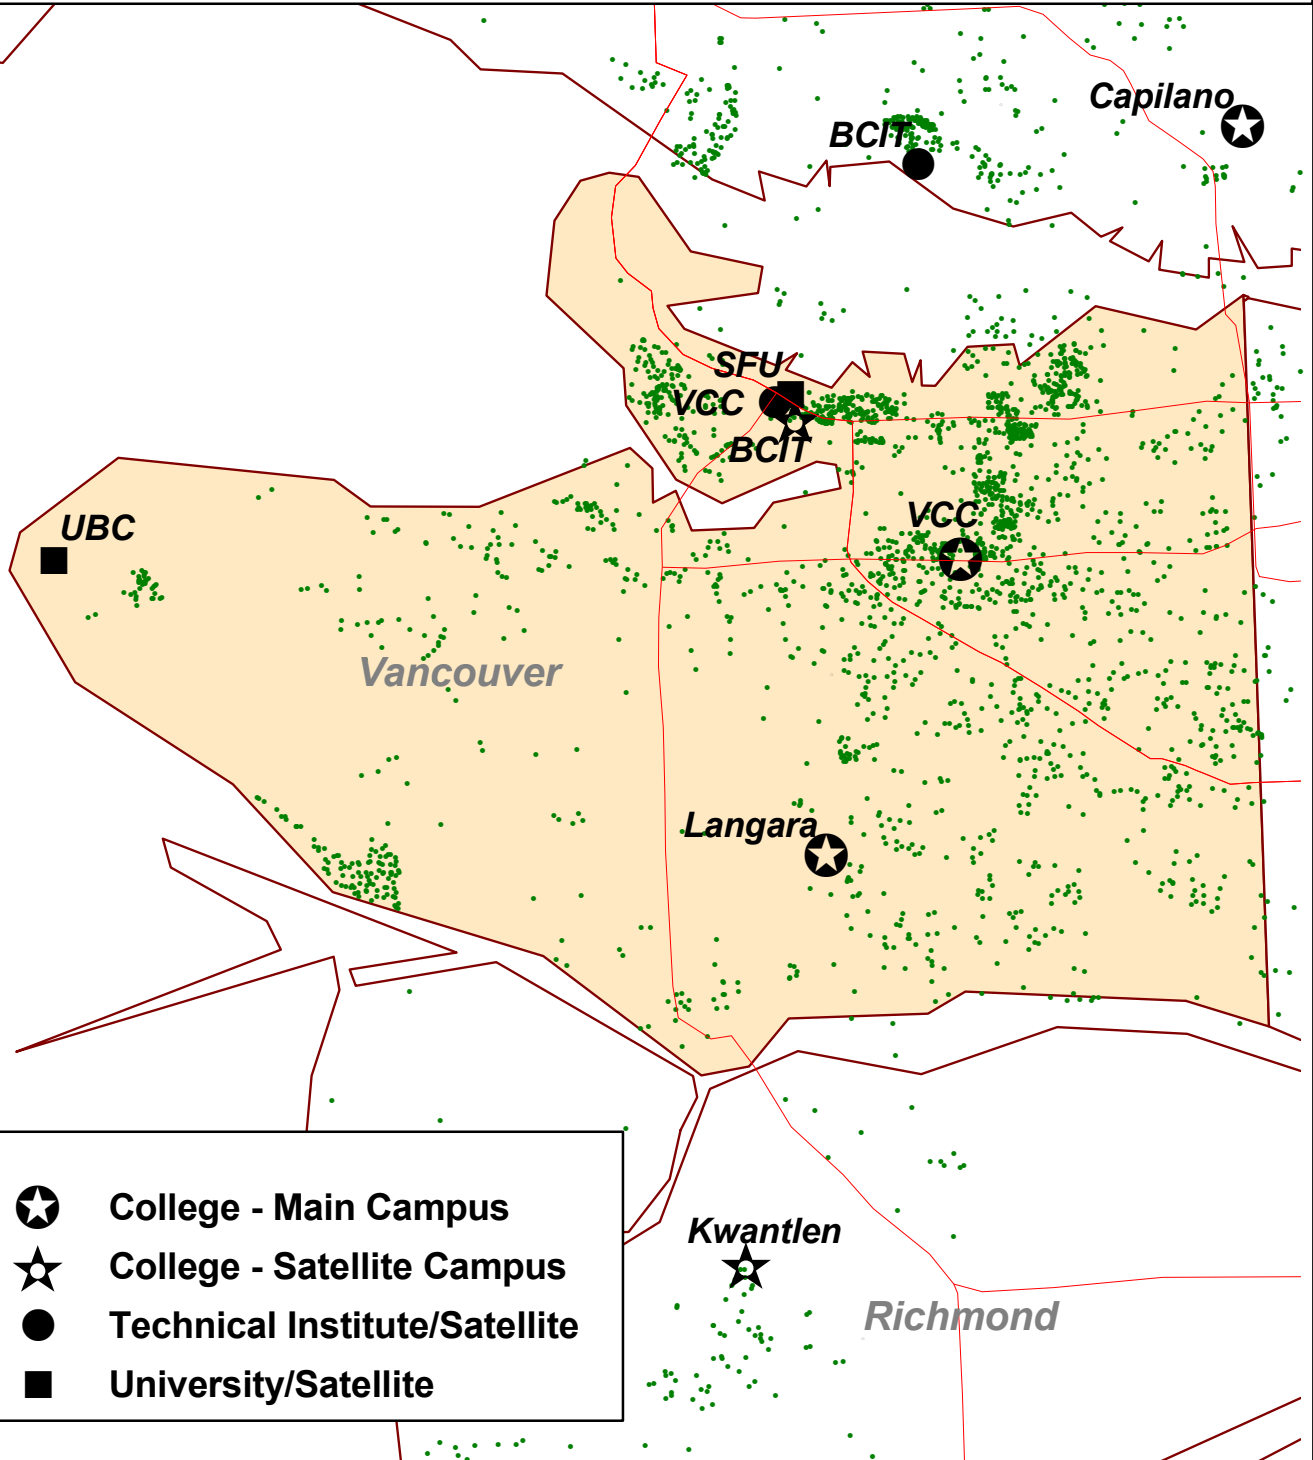 Capilano
BCIT
SFU
VCC
BCIT
VCC
UBC
Vancouver
Langara
Kwantlen
Richmond
College - Main Campus
College - Satellite Campus
Technical Institute/Satellite
University/Satellite